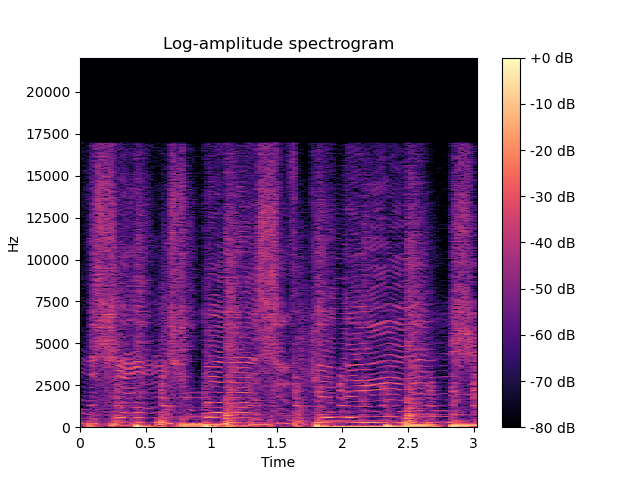 Log-amplitude spectrogram
+0 dB
20000
-10 dB
17500
-20 dB
15000
-30 dB
12500
Hz
-40 dB
10000
-50 dB
7500
-60 dB
5000
-70 dB
2500
0
-80 dB
0 0.5 1 1.5 2 2.5 3
Time